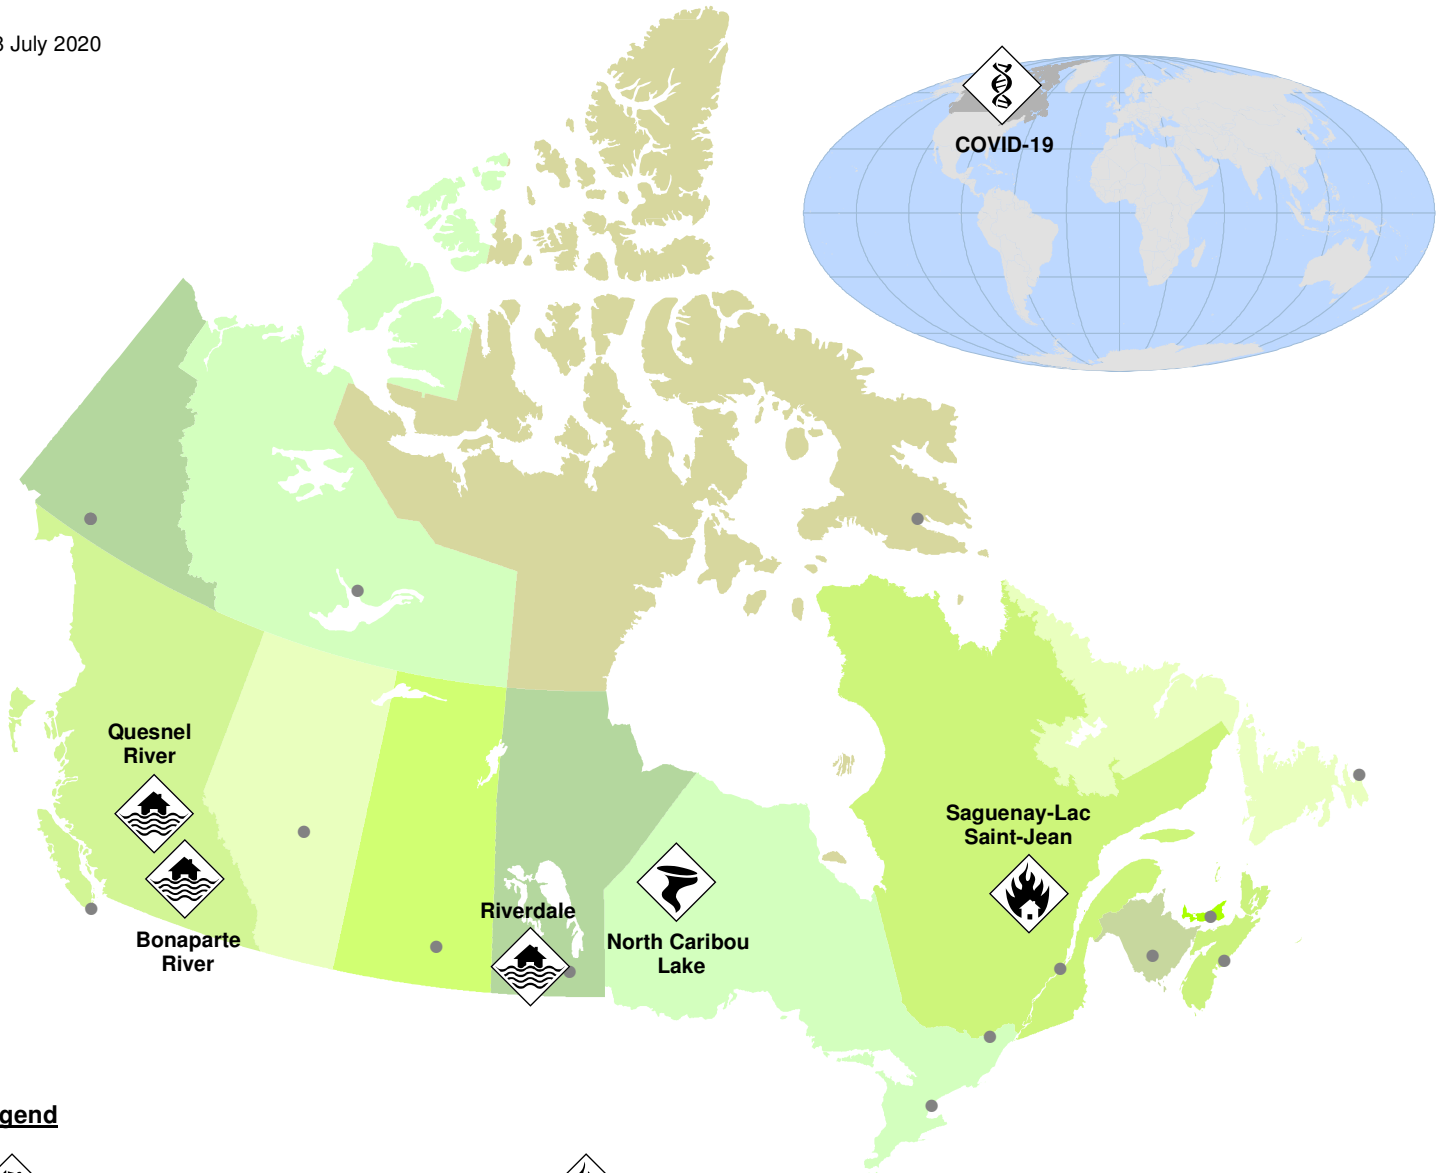 July 2020
COVID-19
Quesnel
River
Bonaparte
River
Riverdale
North Caribou
Lake
Saguenay-Lac
Saint-Jean
gend